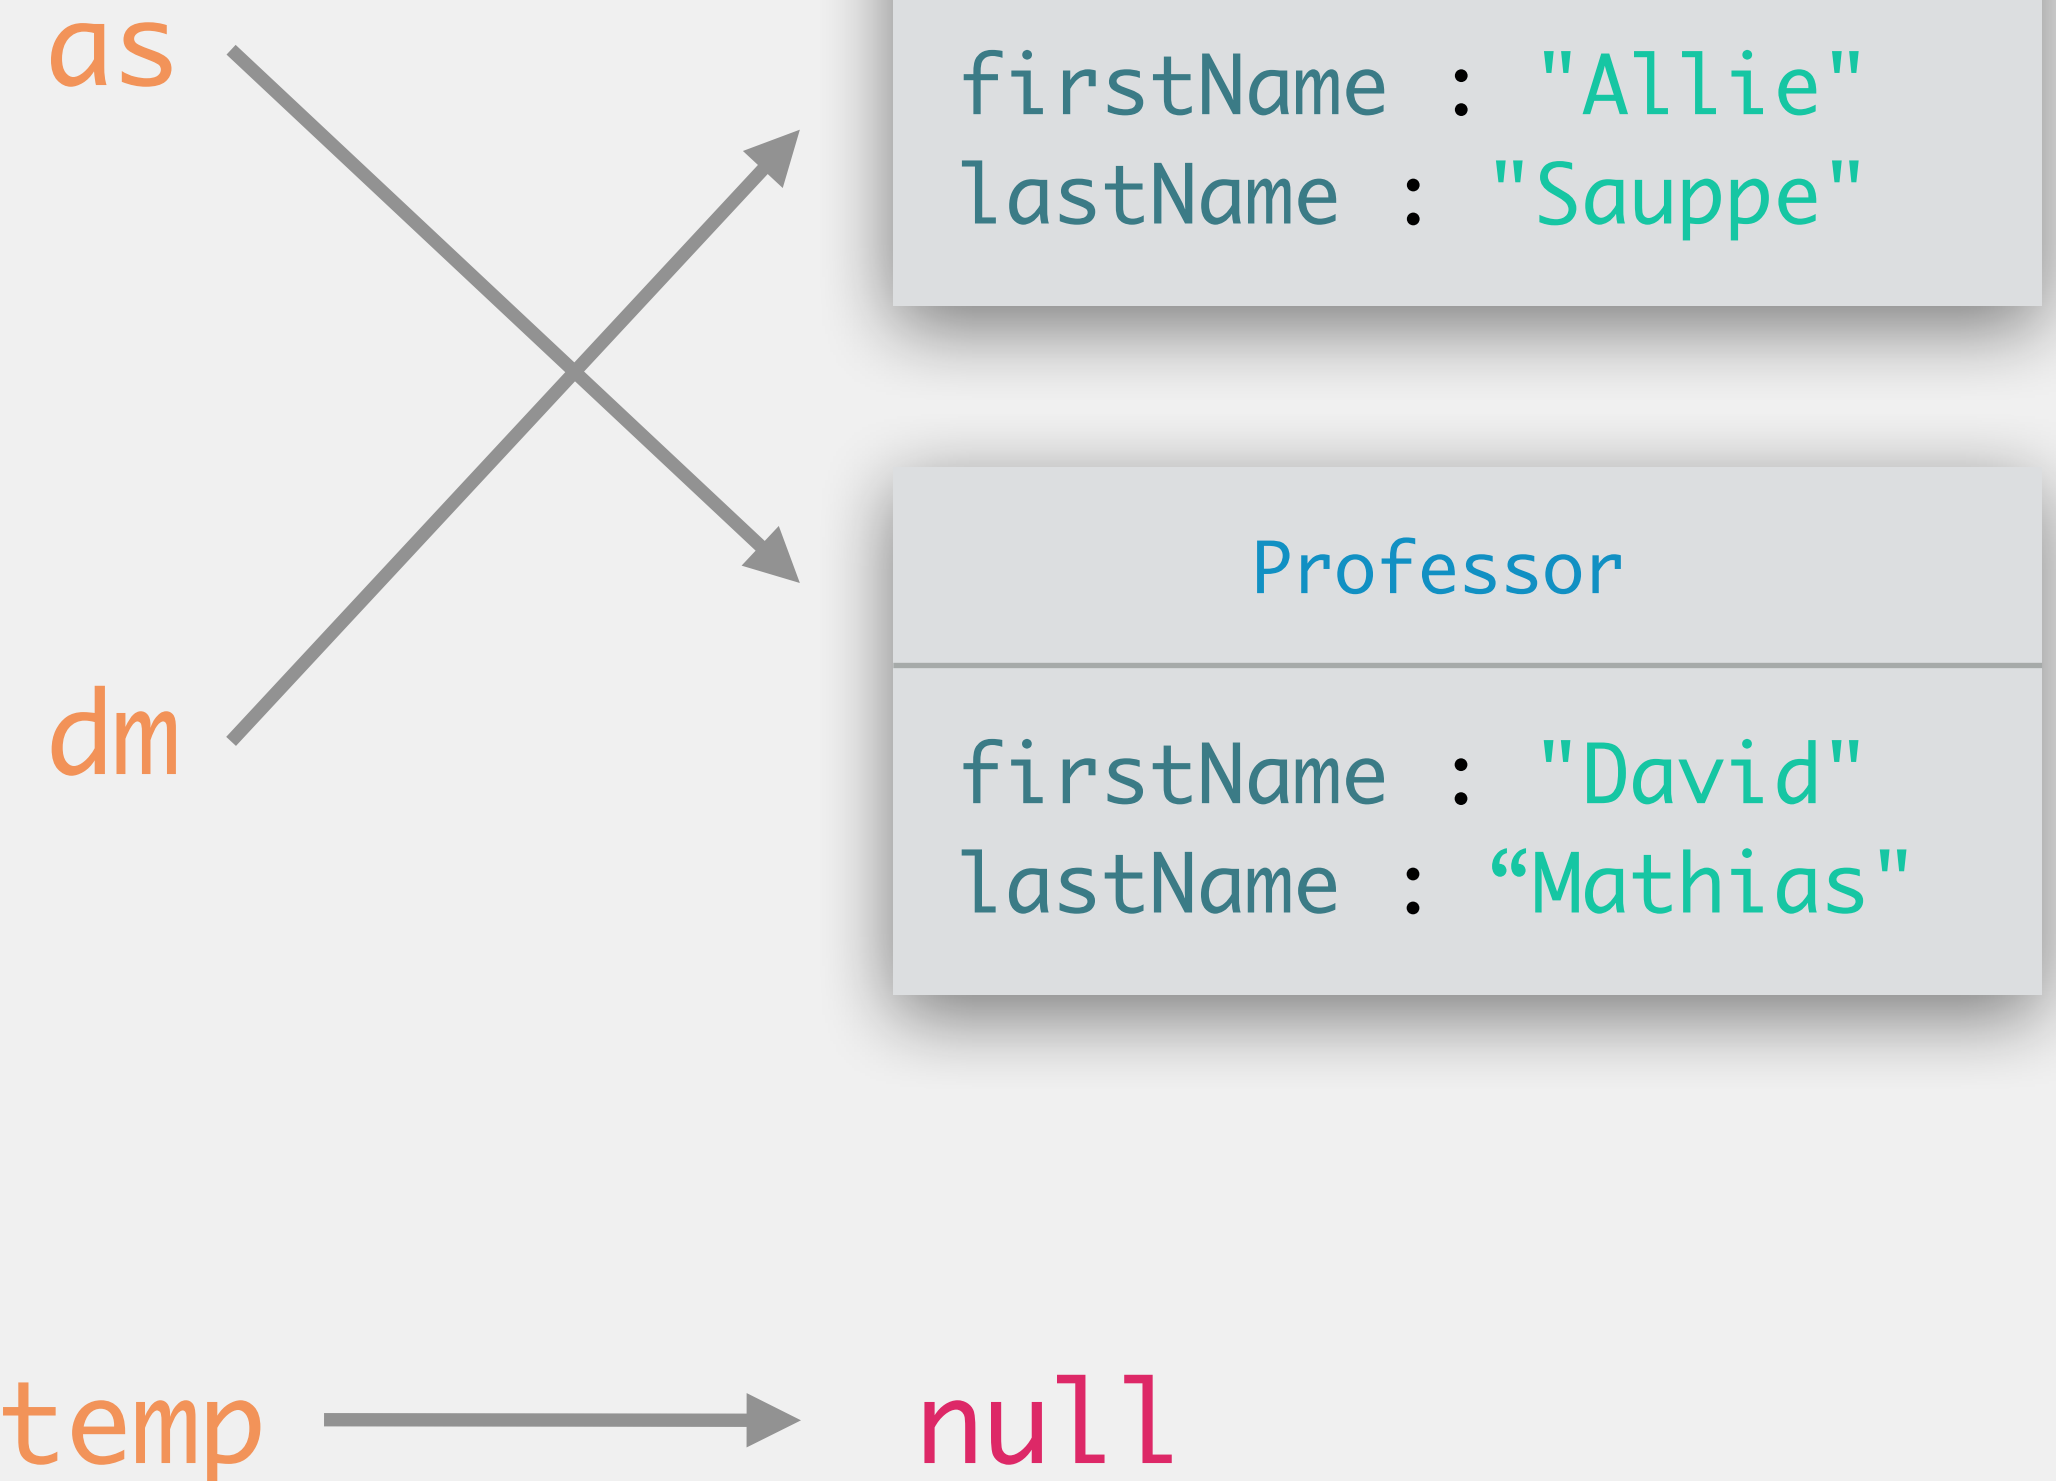 as
firstName : "Allie"
lastName : "Sauppe"
Professor
dm
firstName : "David"
lastName : “Mathias"
temp
null